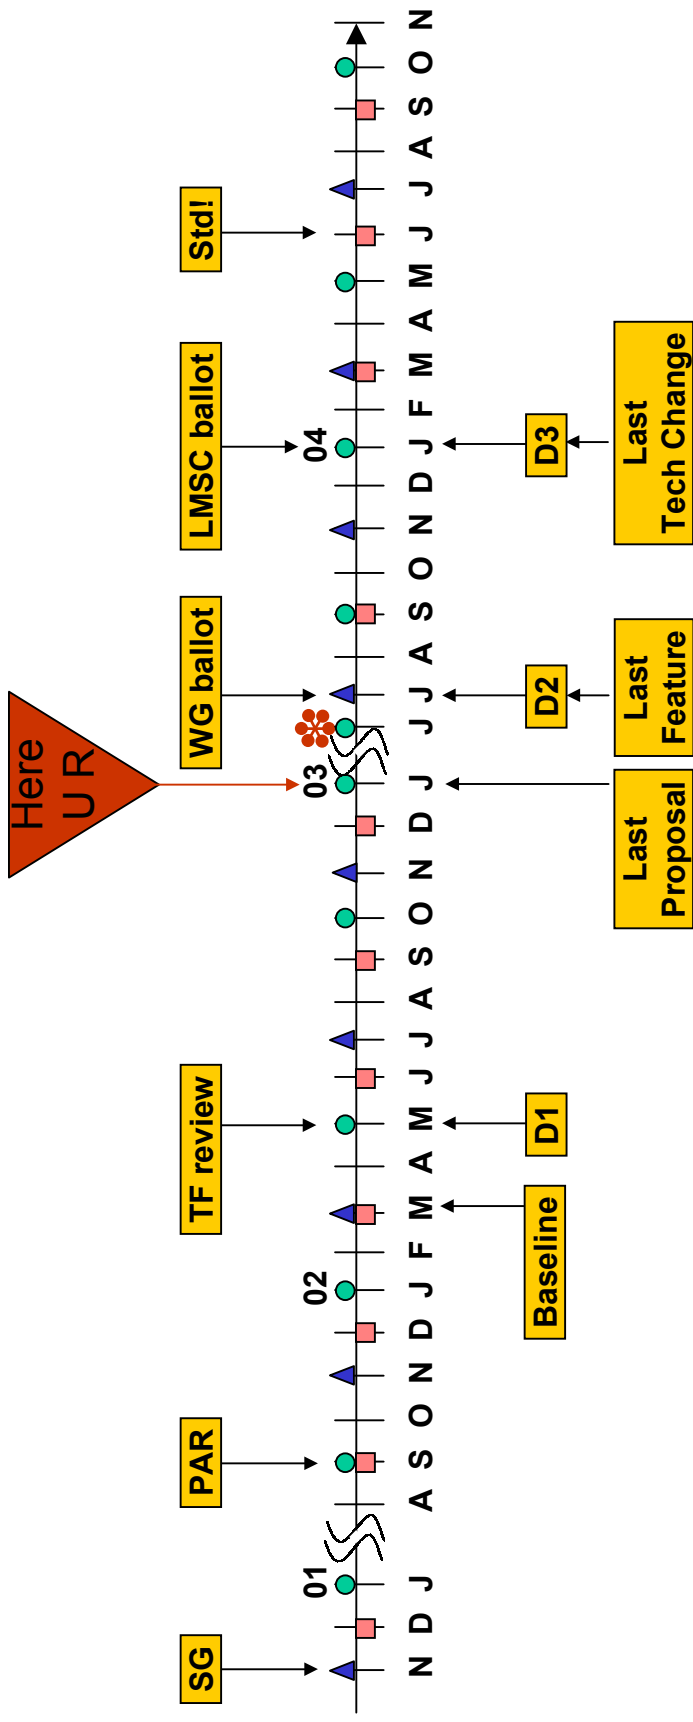 Here
U R
SG
PAR
TF review
WG ballot
LMSC ballot
Std!
01
02
03
04
N D J A S O N D J F M A M J J A S O N D J J J A S O N D J F M A M J J A S O N
Baseline
D1
D2
D3
Last
Proposal
Last
Feature
Last
Tech Change